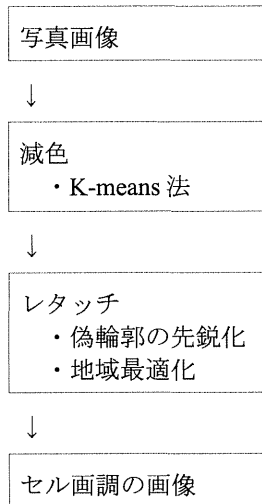 写真画像
↓
減色
・K-means 法
↓
レタッチ
・偽輪郭の先鋭化
・地域最適化
↓
セル画調の画像